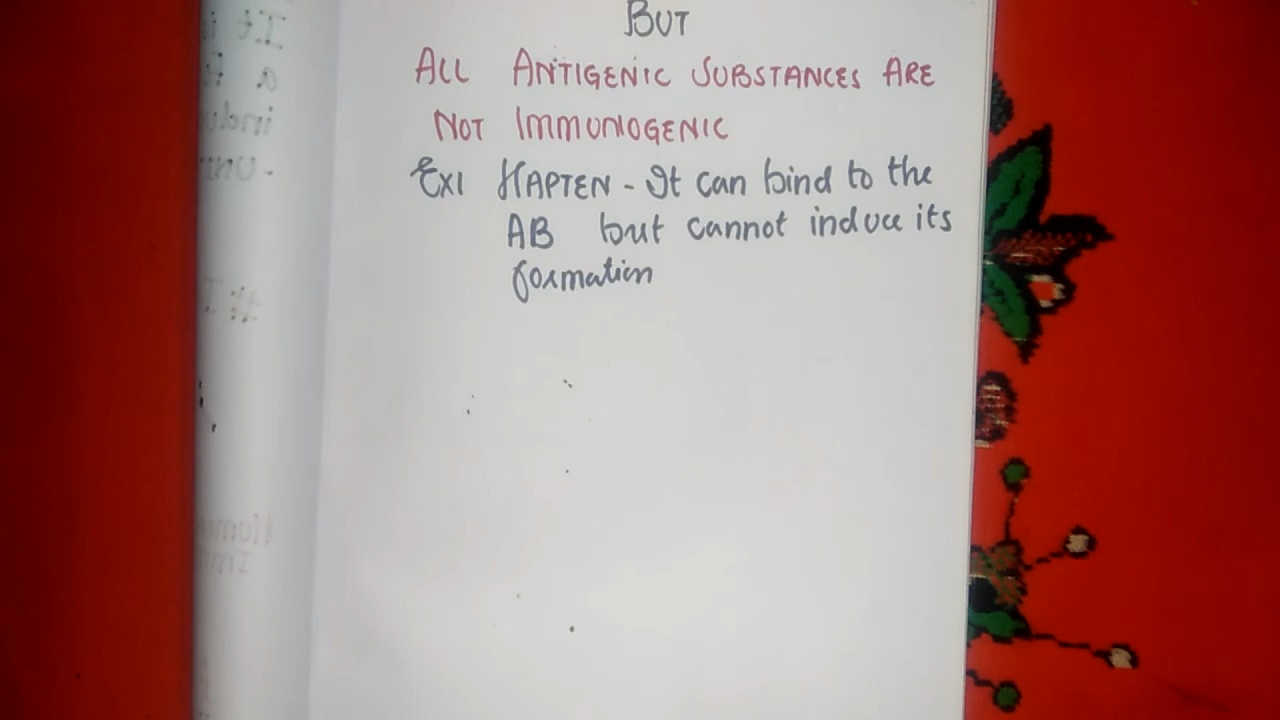 BUT
ALL ANTIGENIC SUBSTANCES ARE
NOT IMMUNOGENIC
EX: HAPTEN - It can bind to the
AB but cannot induce its
formation